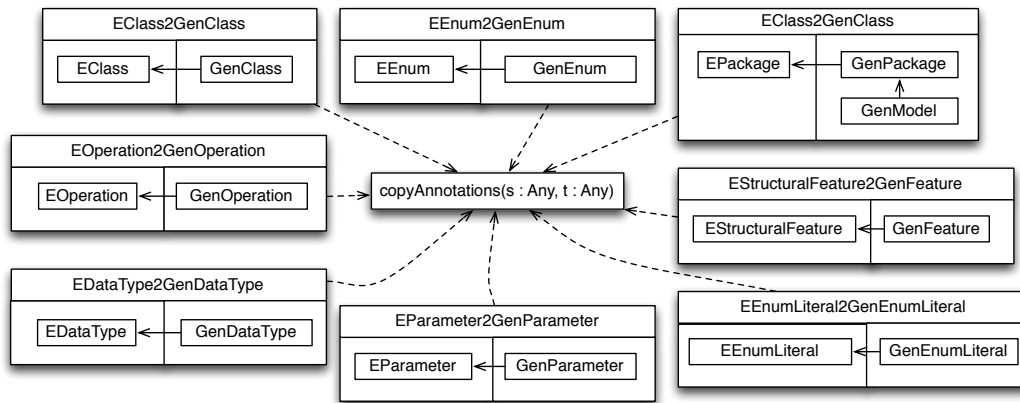 EClass2GenClass
EClass
GenClass
EEnum2GenEnum
EEnum
GenEnum
EClass2GenClass
EPackage
GenPackage
GenModel
EOperation2GenOperation
EOperation
GenOperation
copyAnnotations(s : Any, t : Any)
EStructuralFeature2GenFeature
EStructuralFeature
GenFeature
EDataType2GenDataType
EDataType
GenDataType
EParameter2GenParameter
EParameter
GenParameter
EEnumLiteral2GenEnumLiteral
EEnumLiteral
GenEnumLiteral